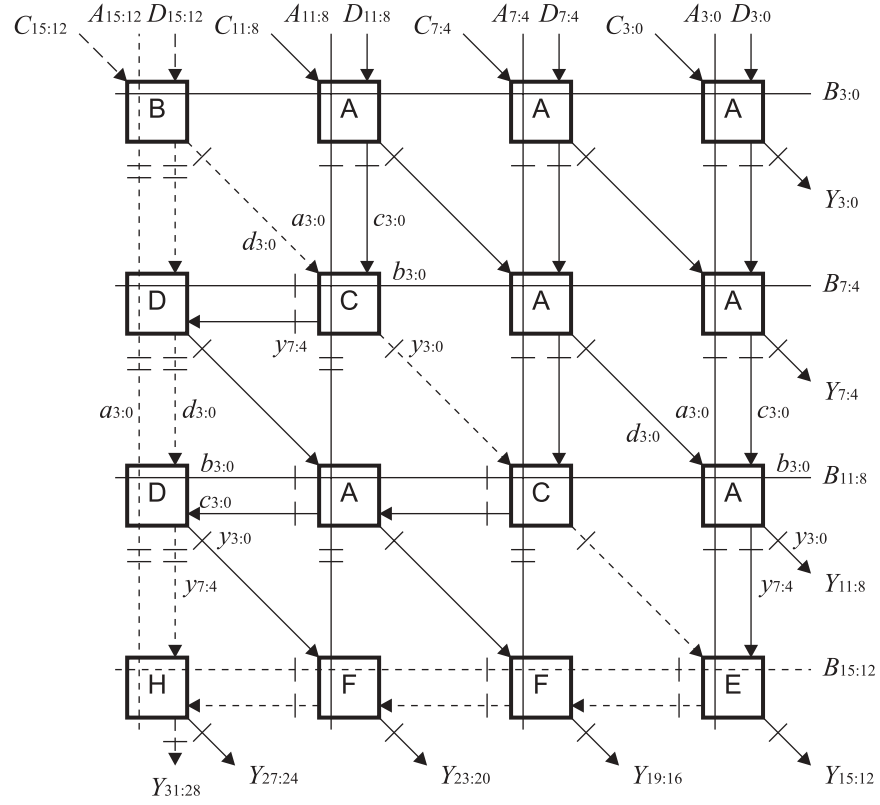 C15:12 A15:12 D15:12 C11:8 A11:8 D11:8 C7:4 A7:4 D7:4 C3:0 A3:0 D3:0
B A A A B3:0
Y3:0
a3:0 c3:0
d3:0
D C b3:0 A A B7:4
y7:4 y3:0
Y7:4
a3:0 d3:0 d3:0 a3:0 c3:0
b3:0 b3:0
D c3:0 A C A B11:8
y3:0 y3:0
y7:4 y7:4 Y11:8
H F F E B15:12
Y31:28 Y27:24 Y23:20 Y19:16 Y15:12